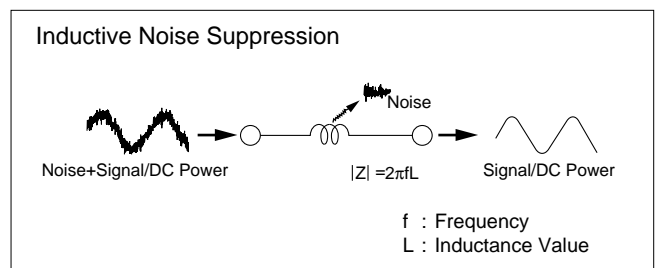 Inductive Noise Suppression
Noise
Noise+Signal/DC Power
|Z| =2πfL
Signal/DC Power
f : Frequency
L : Inductance Value